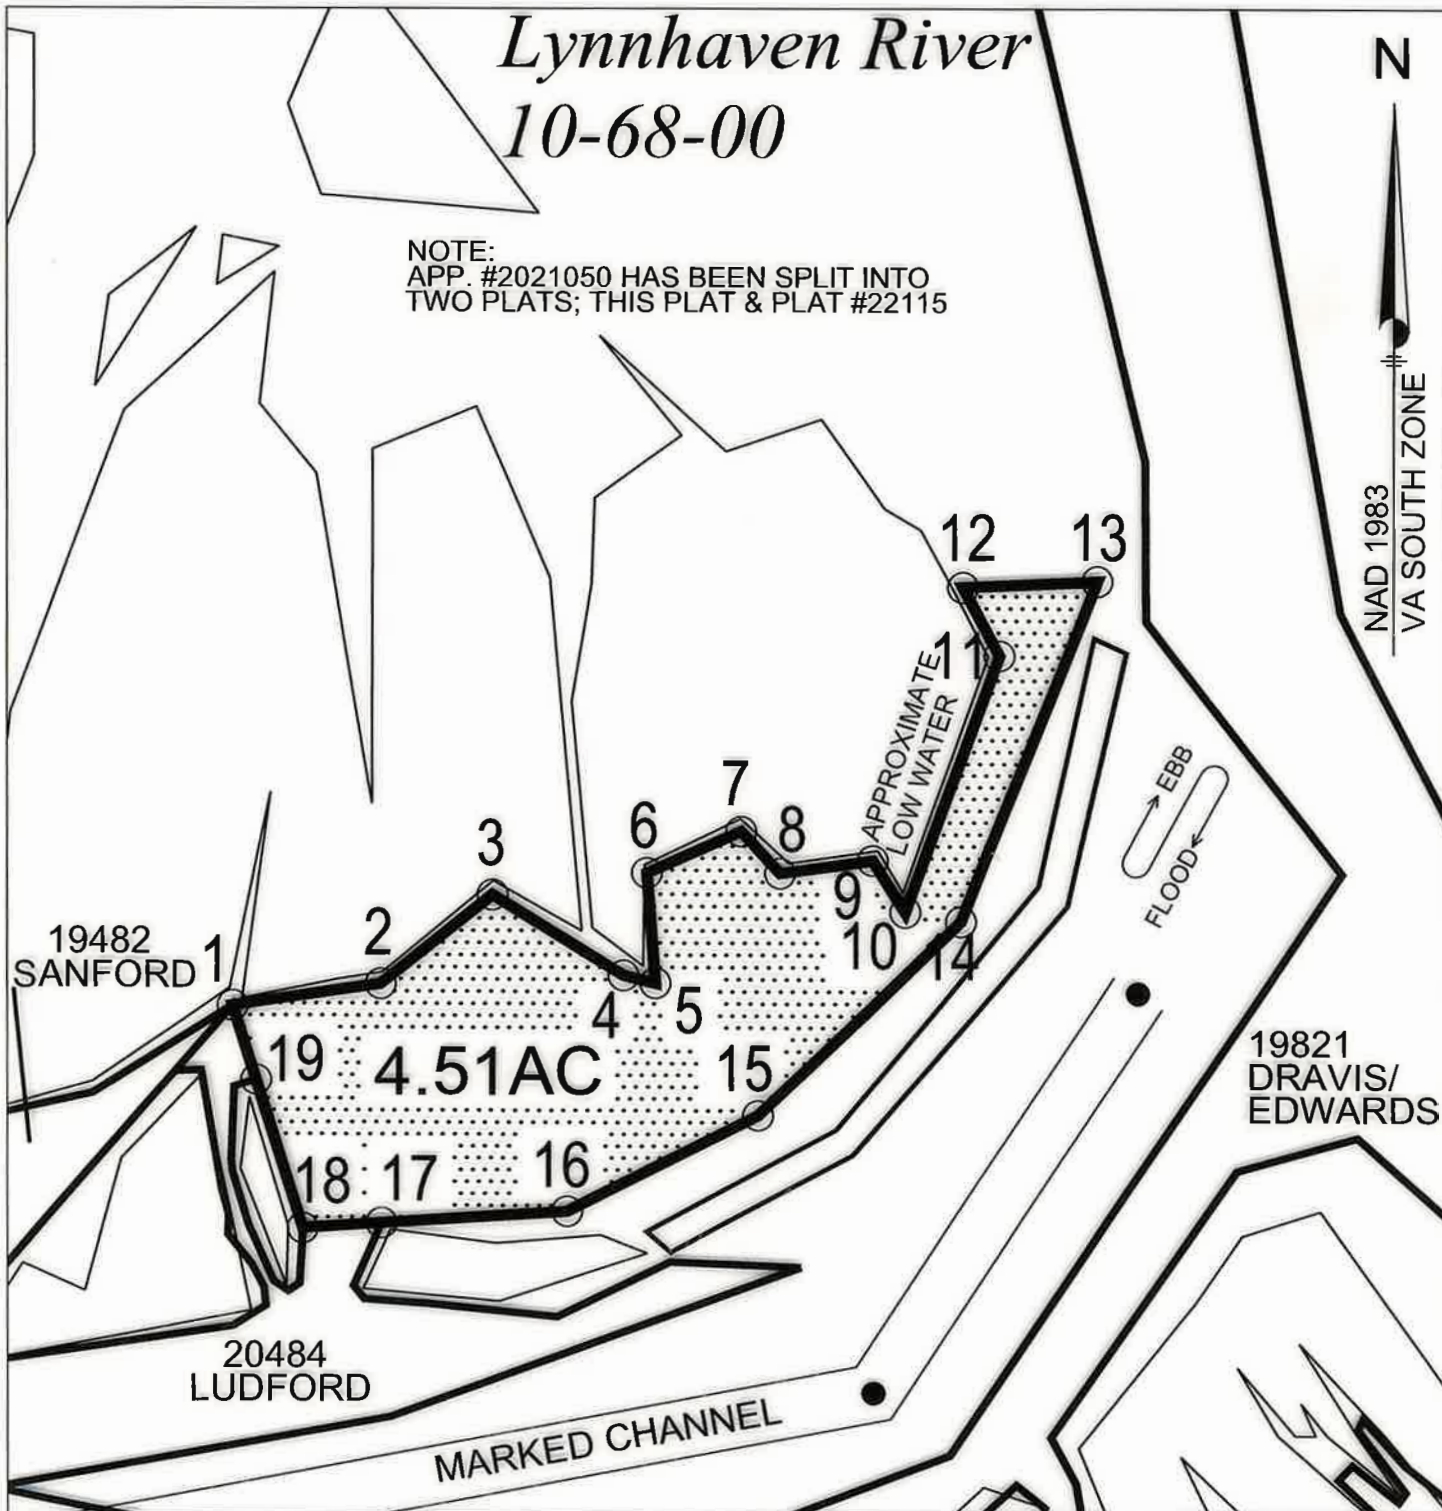 Lynnhaven River
10-68-00
N
NOTE:
APP. #2021050 HAS BEEN SPLIT INTO
TWO PLATS; THIS PLAT & PLAT #22115
NAD 1983
VA SOUTH ZONE
12
13
11
APPROXIMATE
LOW WATER
EBB
FLOOD
7
6
8
3
9
10
14
2
19482
SANFORD
1
4
5
19
4.51AC
15
19821
DRAVIS/
EDWARDS
18
17
16
20484
LUDFORD
MARKED CHANNEL